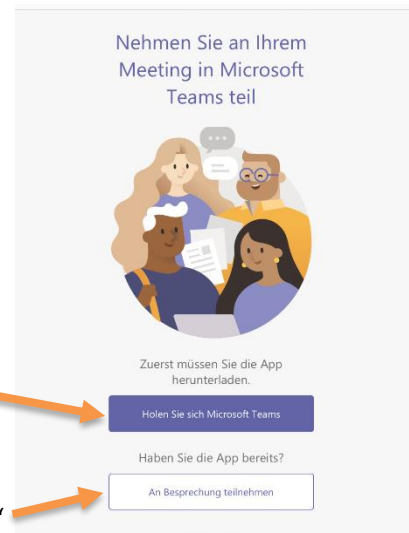 Nehmen Sie an Ihrem
Meeting in Microsoft
Teams teil
Zuerst müssen Sie die App
herunterladen.
Holen Sie sich Microsoft Teams
Haben Sie die App bereits?
An Besprechung teilnehmen